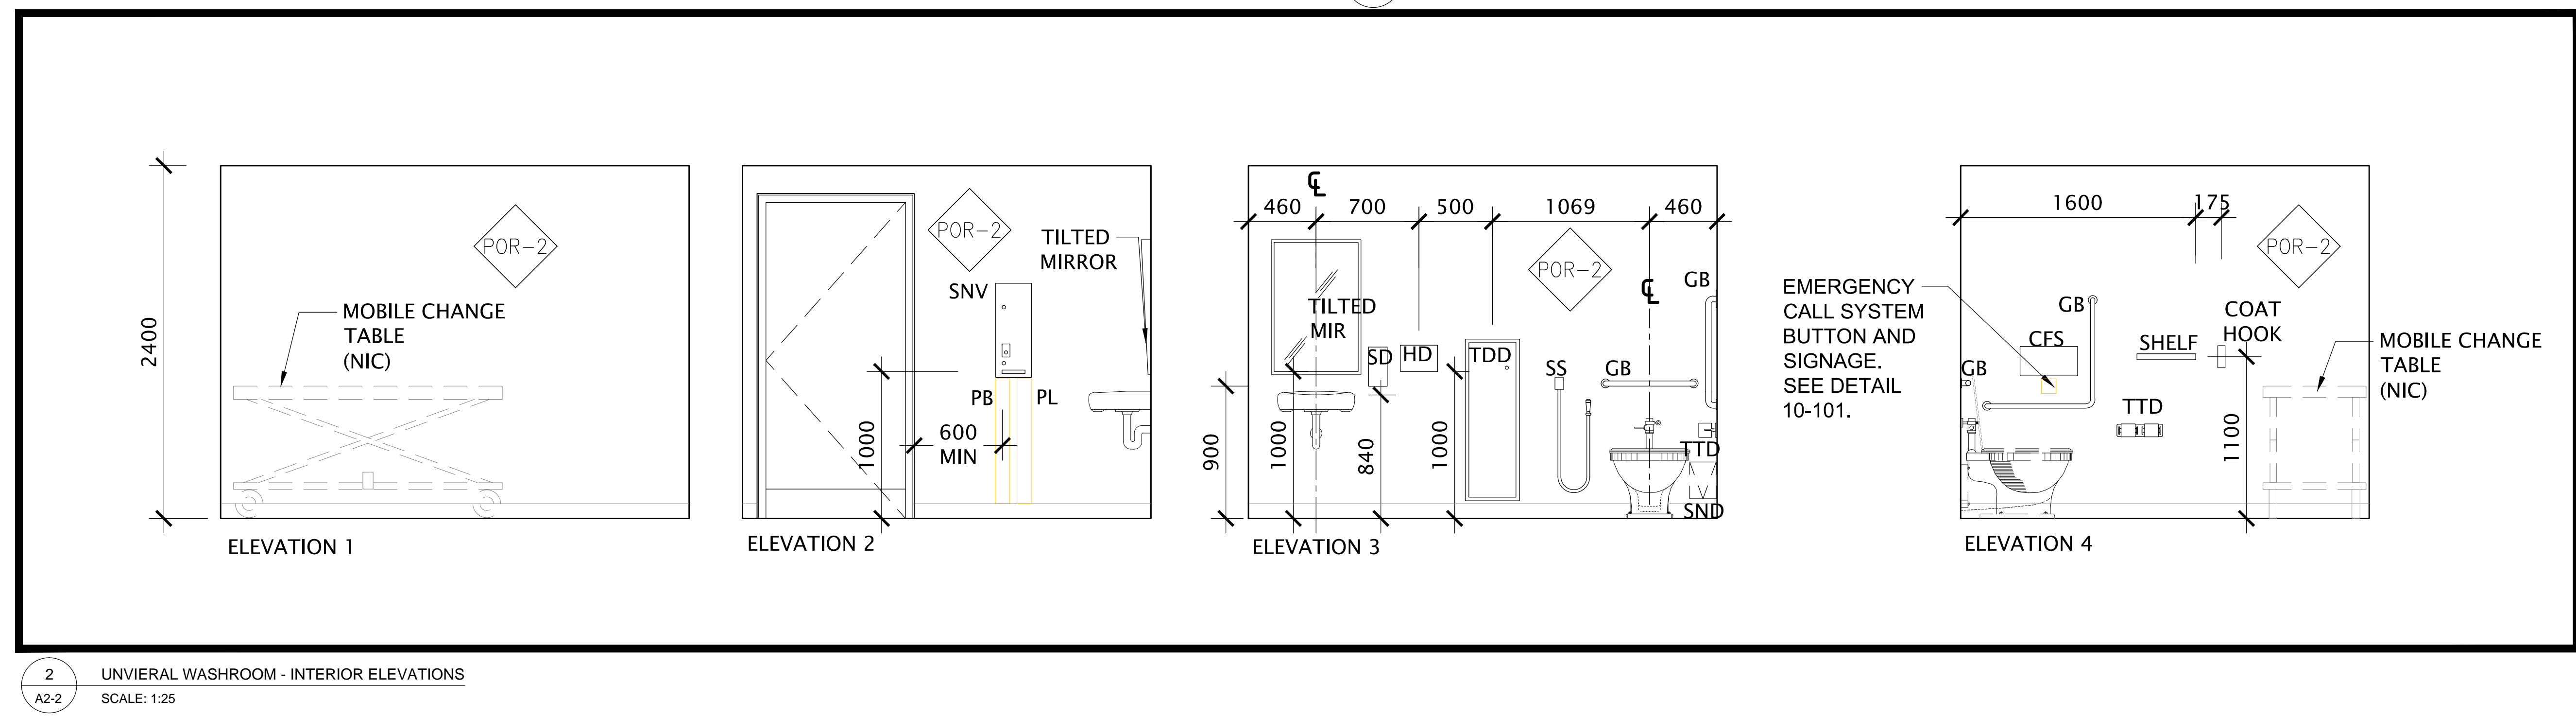 2400
POR-2
MOBILE CHANGE
TABLE
(NIC)
ELEVATION 1
POR-2
TILTED
MIRROR
SNV
PB
PL
1000
600
MIN
ELEVATION 2
℄
460
700
500
1069
460
POR-2
GB
℄
TILTED
MIR
SD
HD
TDD
SS
GB
900
1000
840
1000
TTD
SND
ELEVATION 3
1600
175
POR-2
EMERGENCY
CALL SYSTEM
BUTTON AND
SIGNAGE.
SEE DETAIL
10-101.
GB
COAT
HOOK
CFS
SHELF
GB
TTD
1100
MOBILE CHANGE
TABLE
(NIC)
ELEVATION 4
2
A2-2
UNVIERAL WASHROOM - INTERIOR ELEVATIONS
SCALE: 1:25